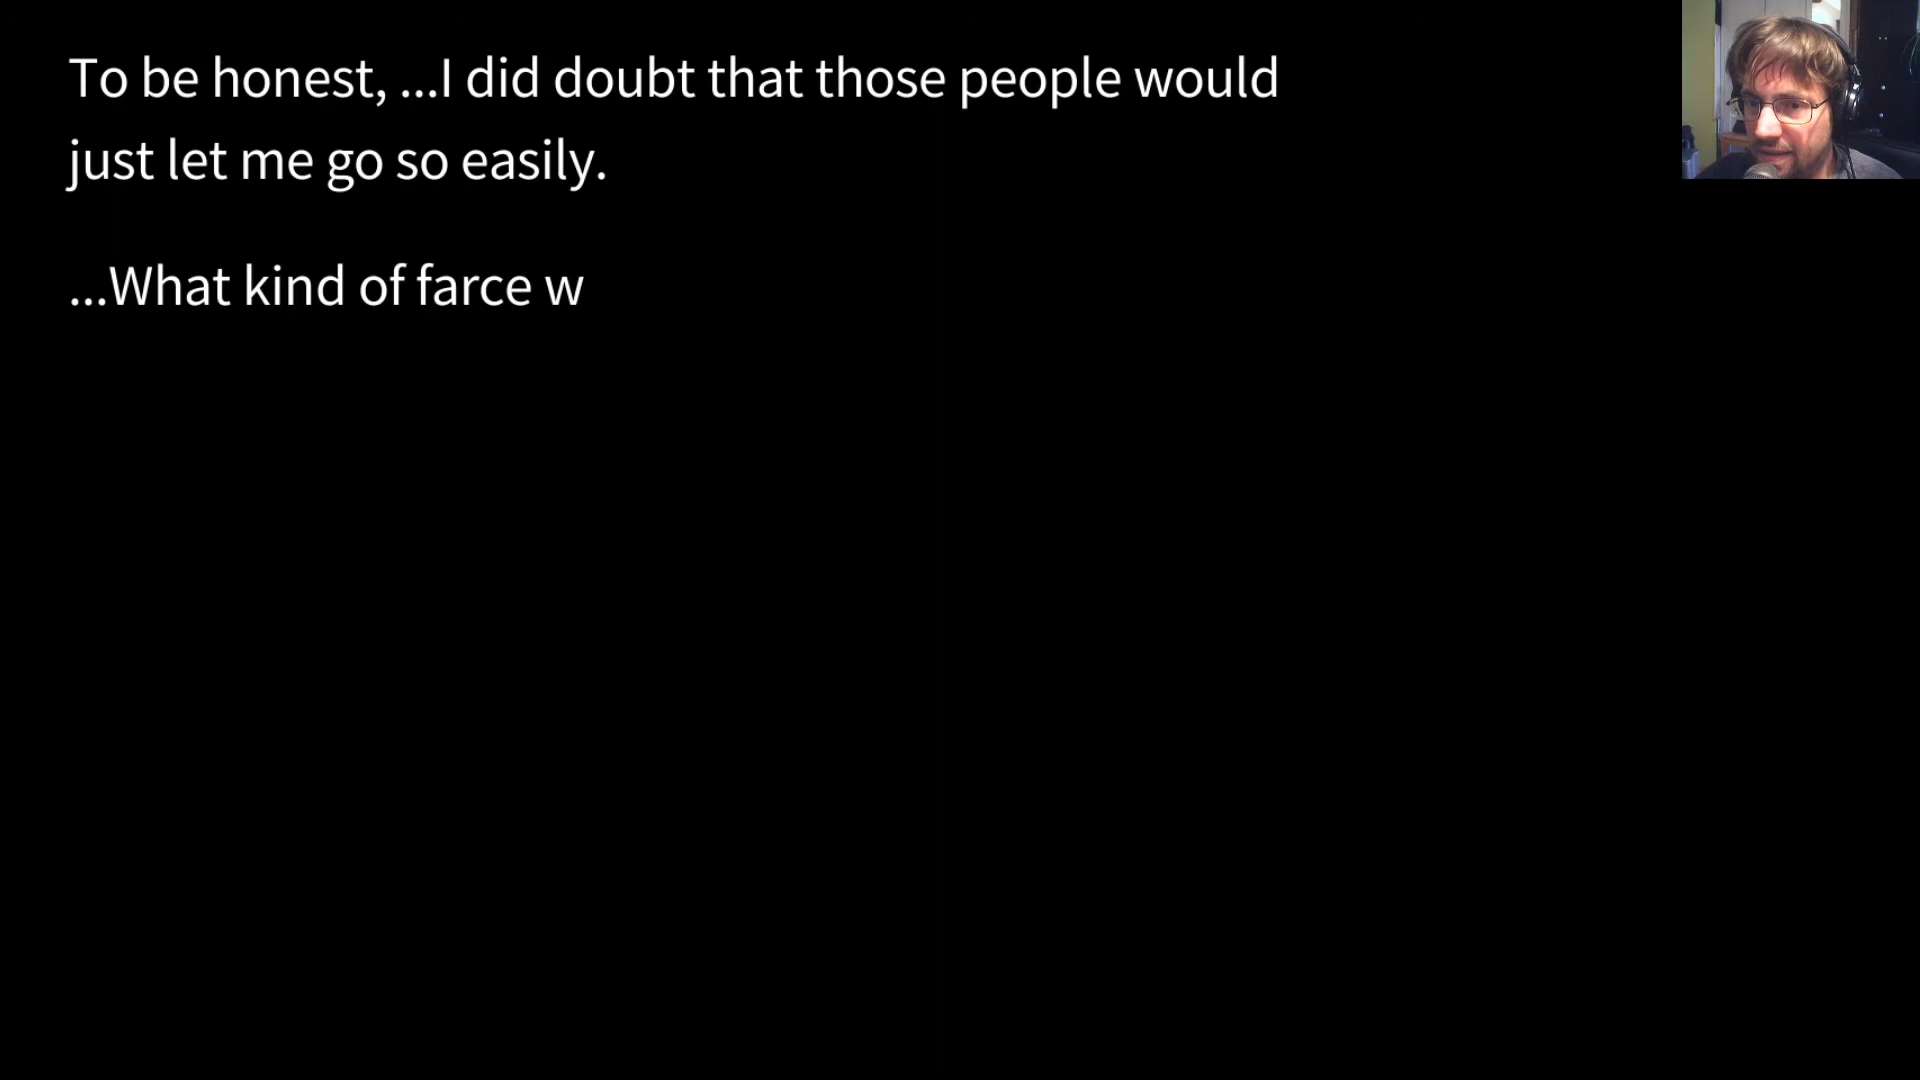 To be honest, ...I did doubt that those people would
just let me go so easily.
...What kind of farce w